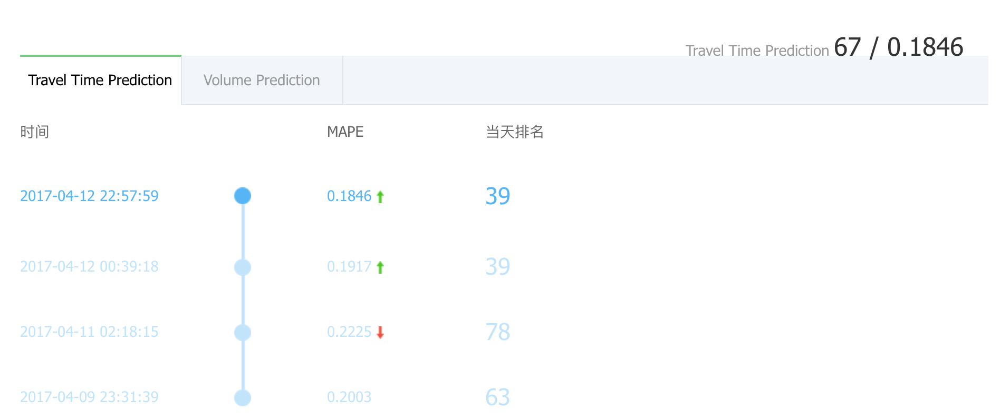 Travel Time Prediction 67 / 0.1846
Travel Time Prediction Volume Prediction
时间 MAPE 当天排名
2017-04-12 22:57:59 0.1846 39
2017-04-12 00:39:18 0.1917 39
2017-04-11 02:18:15 0.2225 78
2017-04-09 23:31:39 0.2003 63